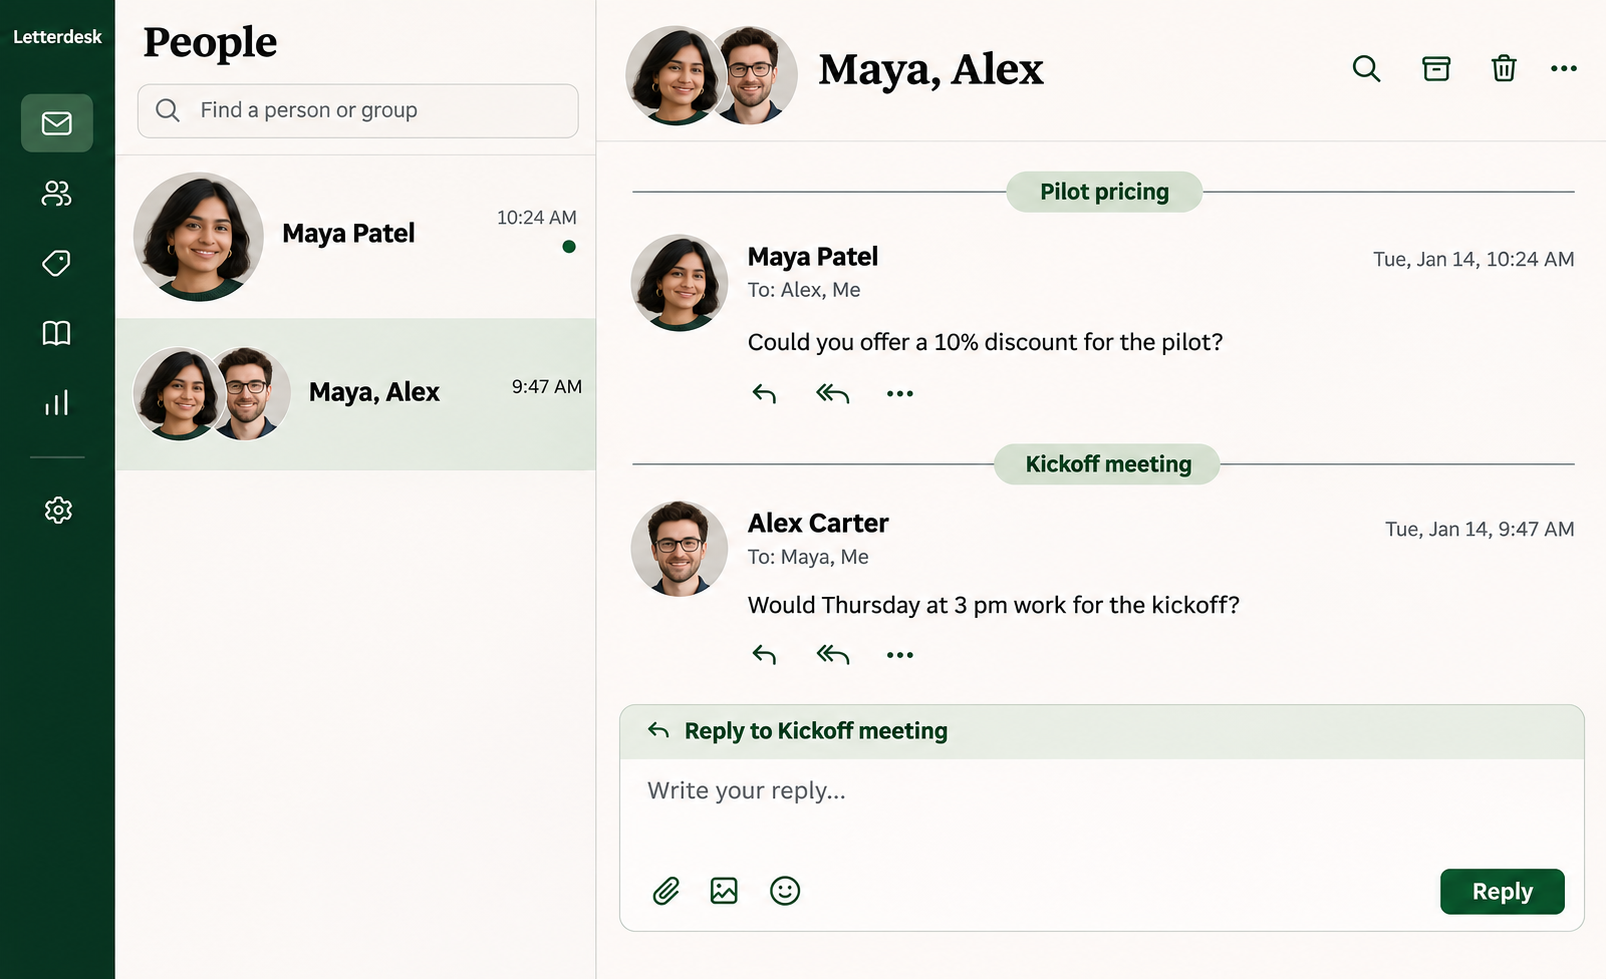 Letterdesk
People
Find a person or group
Maya Patel
10:24 AM
Maya, Alex
9:47 AM
Maya, Alex
Pilot pricing
Maya Patel
Tue, Jan 14, 10:24 AM
To: Alex, Me
Could you offer a 10% discount for the pilot?
Kickoff meeting
Alex Carter
Tue, Jan 14, 9:47 AM
To: Maya, Me
Would Thursday at 3 pm work for the kickoff?
Reply to Kickoff meeting
Write your reply...
Reply